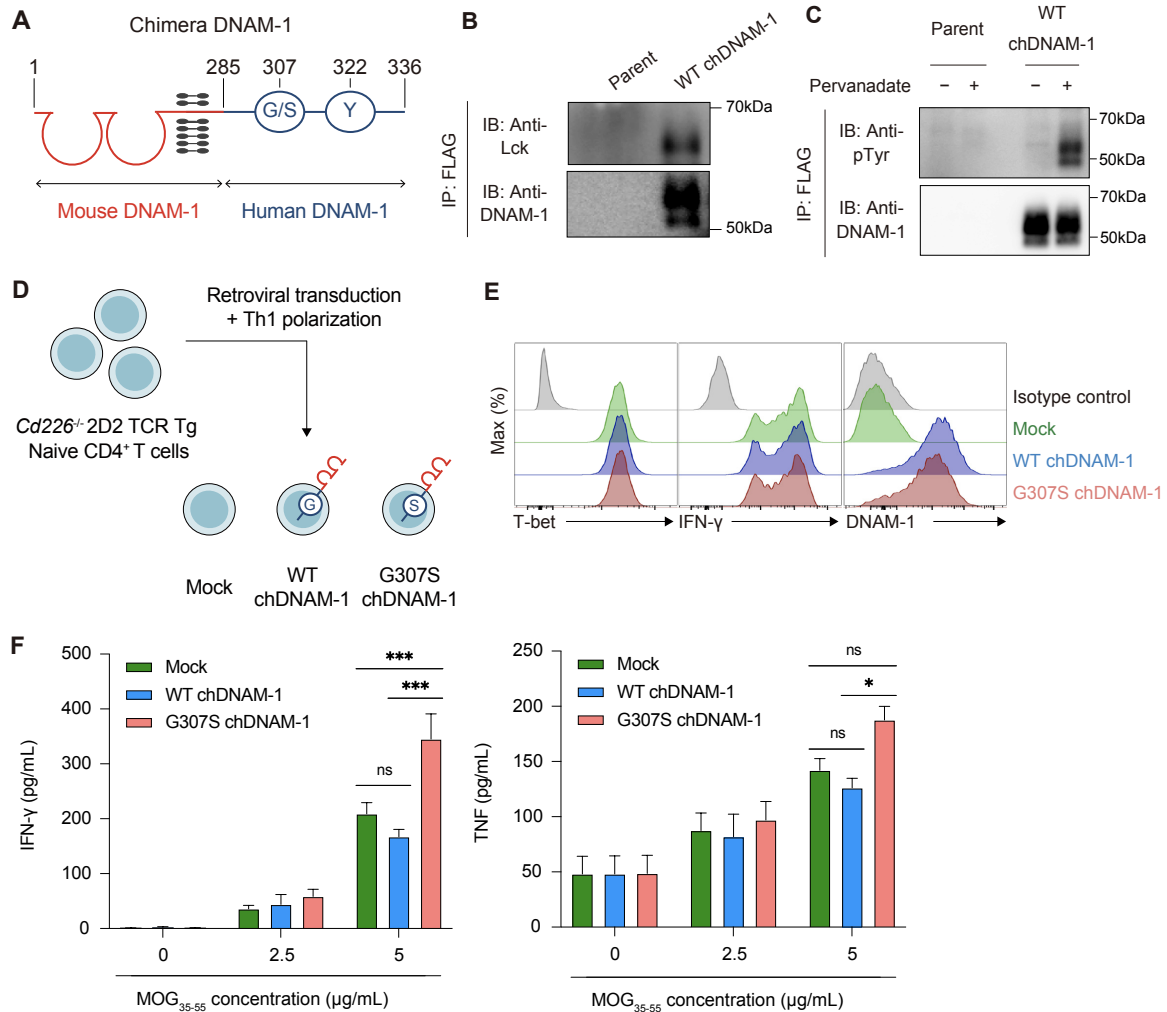 A
Chimera DNAM-1
1
285
307
322
336
G/S
Y
Mouse DNAM-1
Human DNAM-1
B
Parent
WT chDNAM-1
IP: FLAG
IB: Anti-
Lck
70kDa
IB: Anti-
DNAM-1
50kDa
C
Parent
WT
chDNAM-1
Pervanadate
−
+
−
+
IP: FLAG
IB: Anti-
pTyr
70kDa
50kDa
IB: Anti-
DNAM-1
70kDa
50kDa
D
Retroviral transduction
+ Th1 polarization
Cd226-/- 2D2 TCR Tg
Naive CD4+ T cells
G
S
Mock
WT
chDNAM-1
G307S
chDNAM-1
E
Max (%)
Isotype control
Mock
WT chDNAM-1
G307S chDNAM-1
T-bet
IFN-γ
DNAM-1
F
Mock
WT chDNAM-1
G307S chDNAM-1
***
***
ns
IFN-γ (pg/mL)
500
400
300
200
100
0
0
2.5
5
MOG35-55 concentration (µg/mL)
Mock
WT chDNAM-1
G307S chDNAM-1
ns
*
ns
TNF (pg/mL)
250
200
150
100
50
0
0
2.5
5
MOG35-55 concentration (µg/mL)